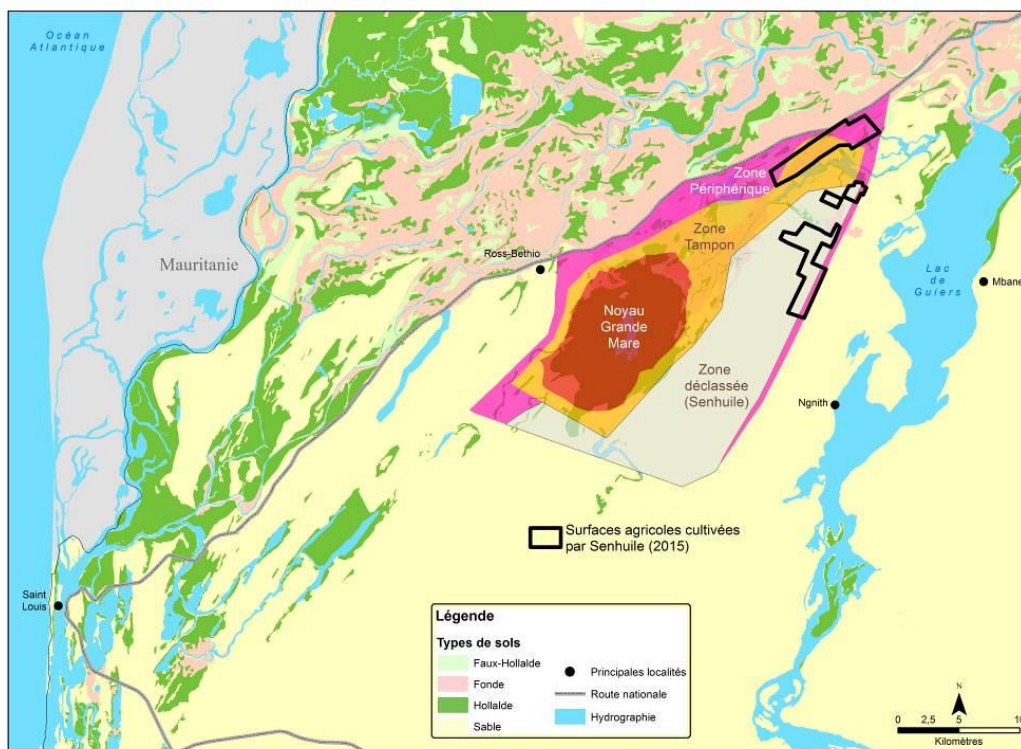 Océan
Atlantique
Mauritanie
Zone
Périphérique
Zone
Tampon
Ross-Bethio
Lac
de
Guiers
Mbane
Noyau
Grande
Mare
Zone
déclassée
(Senhuile)
Ngnith
Surfaces agricoles cultivées
par Senhuile (2015)
Saint
Louis
Légende
Types de sols
Faux-Hollalde
Fonde
Hollalde
Sable
Principales localités
Route nationale
Hydrographie
N
0 2,5 5 10
Kilomètres